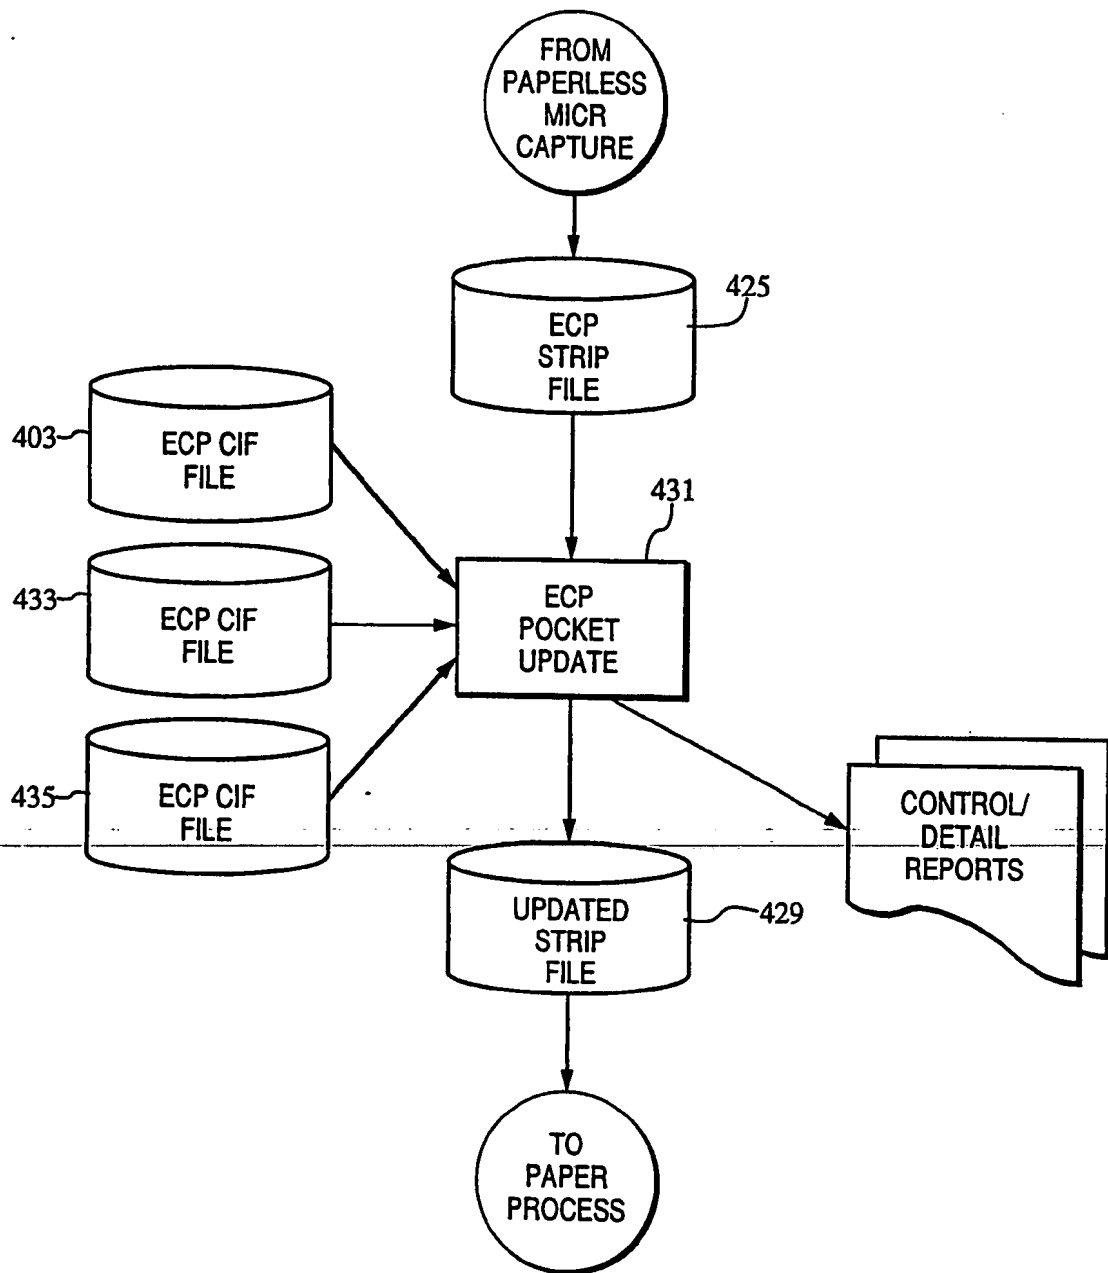 FROM
PAPERLESS
MICR
CAPTURE
425
ECP
STRIP
FILE
403
ECP CIF
FILE
431
433
ECP CIF
FILE
ECP
POCKET
UPDATE
435
ECP CIF
FILE
CONTROL/
DETAIL
REPORTS
UPDATED
STRIP
FILE
429
TO
PAPER
PROCESS